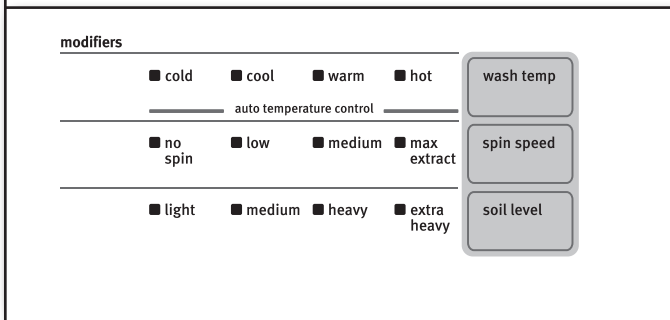 modifiers
cold cool warm hot wash temp
auto temperature control
no spin low medium max extract spin speed
light medium heavy extra heavy soil level